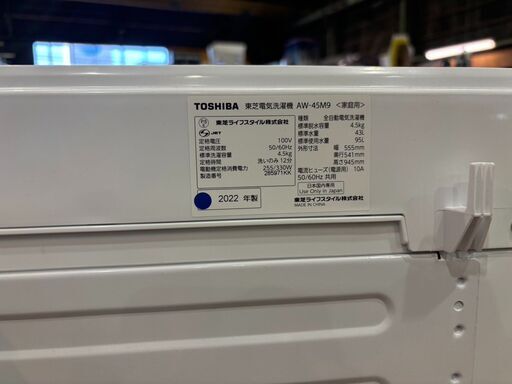 TOSHIBA 東芝電気洗濯機 AW-45M9 <家庭用>
東芝ライフスタイル株式会社
JET
定格電圧 100V
定格周波数 50/60Hz
標準洗濯容量 4.5kg
定格時間 洗いのみ 12分
電動機定格消費電力 255/330W
285971KK
種類 全自動電気洗濯機
標準脱水容量 4.5kg
標準水量 43L
標準使用水量 95L
外形寸法 幅 555mm
奥行541mm
高さ945mm
電流ヒューズ(電源用) 10A
50/60Hz 共用
日本国内専用
Use Only in Japan
2022 年製
東芝ライフスタイル株式会社
MADE IN CHINA